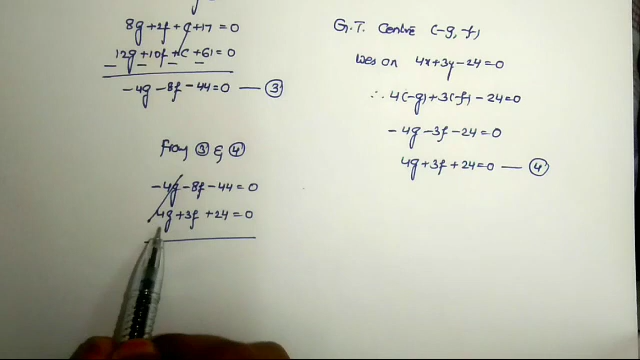 8g + 2f + c + 17 = 0
12g + 10f + c + 61 = 0
-4g - 8f - 44 = 0 — ③
From ③ & ④
-4g - 8f - 44 = 0
4g + 3f + 24 = 0
G.T. Centre (-g, -f)
lies on 4x + 3y - 24 = 0
∴ 4(-g) + 3(-f) - 24 = 0
-4g - 3f - 24 = 0
4g + 3f + 24 = 0 — ④